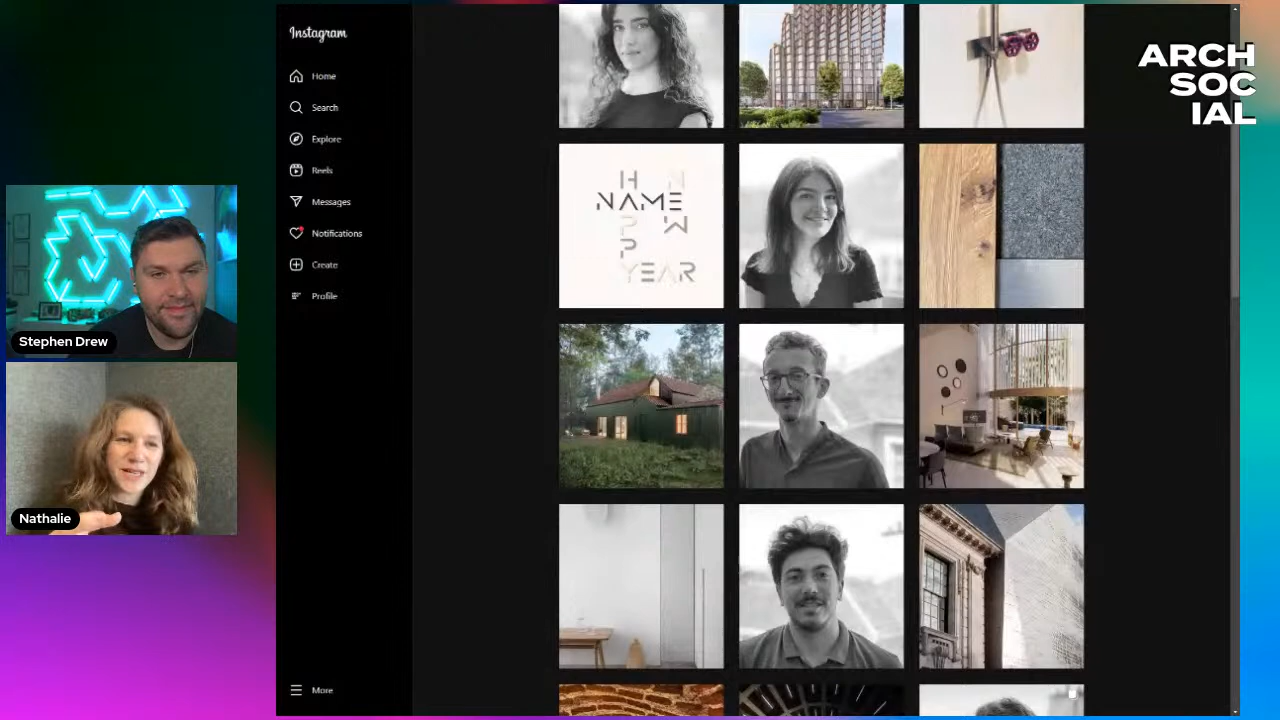 Instagram
Home
Search
Explore
Reels
Messages
Notifications
Create
Profile
More
ARCH
SOC
IAL
Stephen Drew
Nathalie
NAME
YEAR